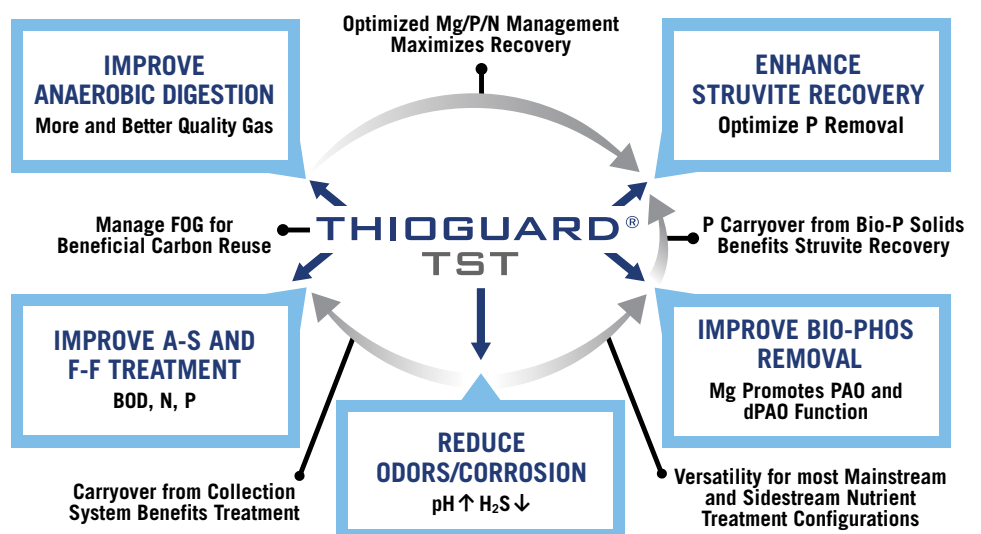 Optimized Mg/P/N Management
Maximizes Recovery
IMPROVE
ANAEROBIC DIGESTION
More and Better Quality Gas
ENHANCE
STRUVITE RECOVERY
Optimize P Removal
Manage FOG for
Beneficial Carbon Reuse
THIOGUARD®
TST
P Carryover from Bio-P Solids
Benefits Struvite Recovery
IMPROVE A-S AND
F-F TREATMENT
BOD, N, P
IMPROVE BIO-PHOS
REMOVAL
Mg Promotes PAO and
dPAO Function
REDUCE
ODORS/CORROSION
pH ↑ H₂S ↓
Carryover from Collection
System Benefits Treatment
Versatility for most Mainstream
and Sidestream Nutrient
Treatment Configurations